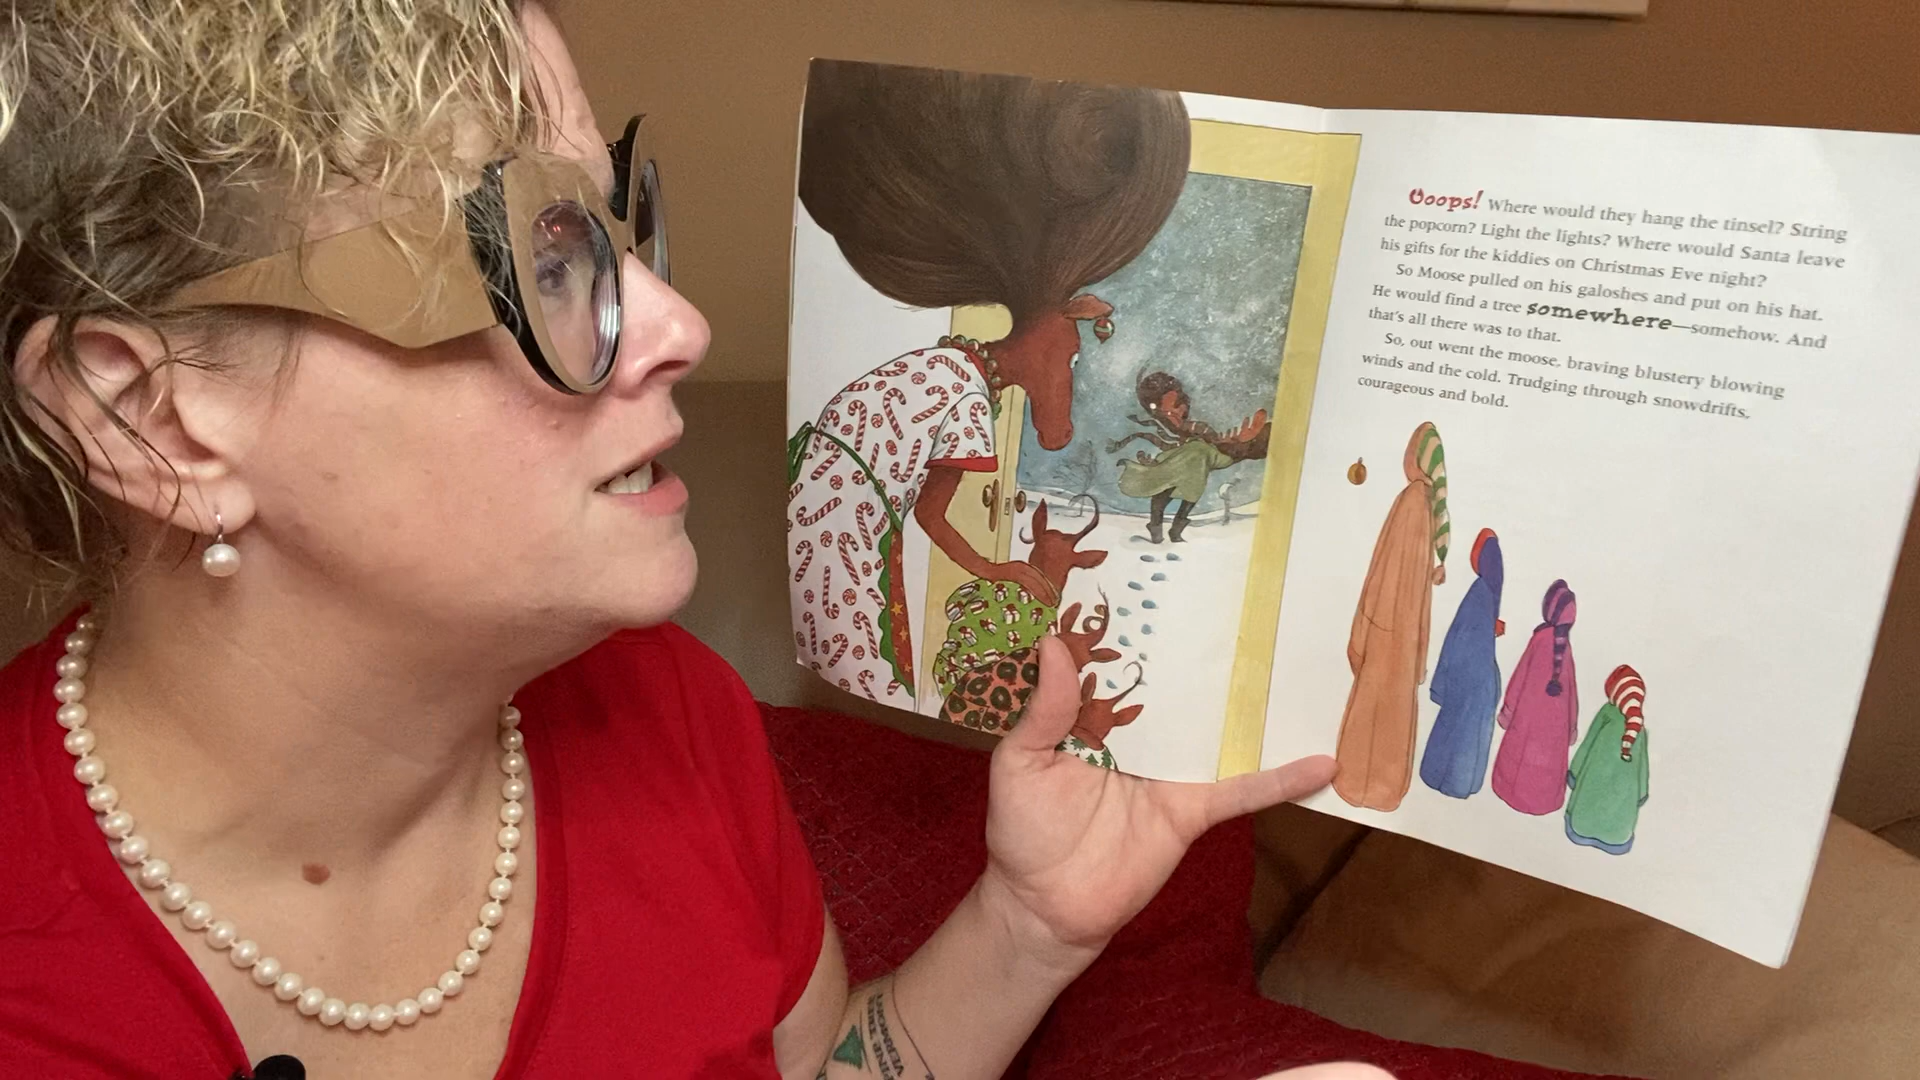 Ooops! Where would they hang the tinsel? String
the popcorn? Light the lights? Where would Santa leave
his gifts for the kiddies on Christmas Eve night?
So Moose pulled on his galoshes and put on his hat.
He would find a tree somewhere—somehow. And
that's all there was to that.
So, out went the moose, braving blustery blowing
winds and the cold. Trudging through snowdrifts,
courageous and bold.
PINE TREE
VERMONT